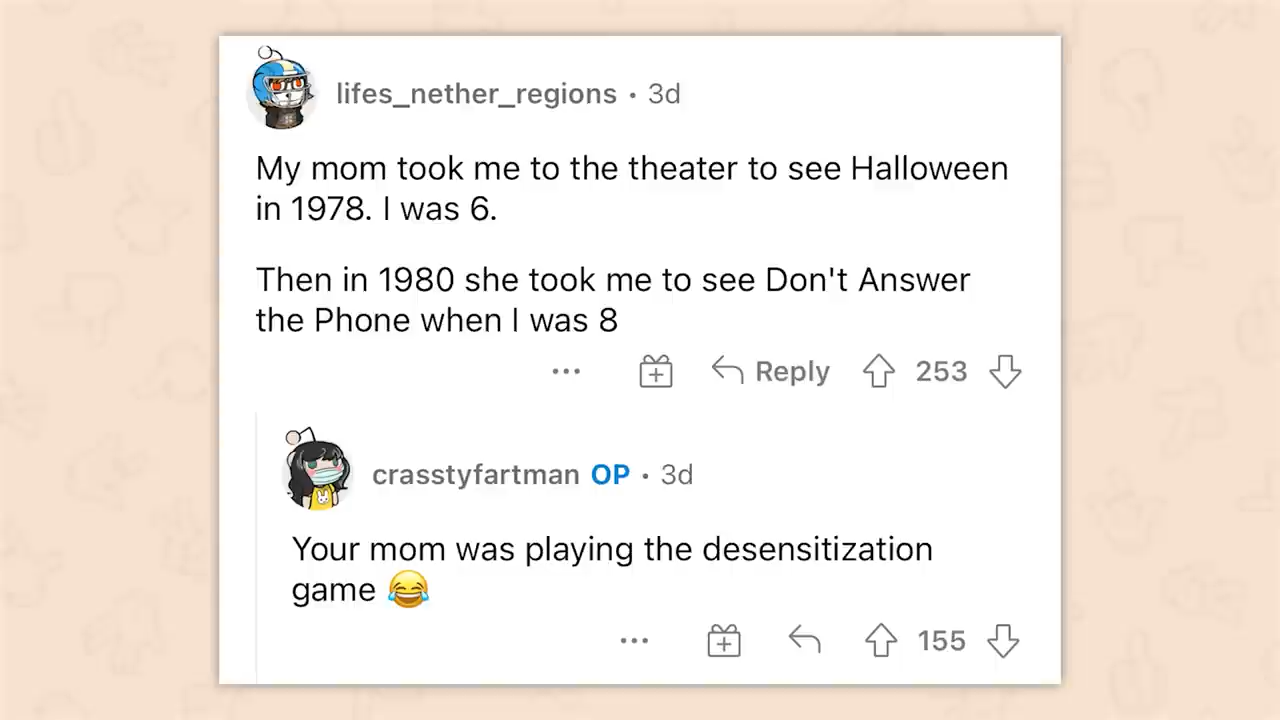 lifes_nether_regions • 3d
My mom took me to the theater to see Halloween
in 1978. I was 6.
Then in 1980 she took me to see Don't Answer
the Phone when I was 8
... Reply 253
crasstyfartman OP • 3d
Your mom was playing the desensitization
game 😂
... 155